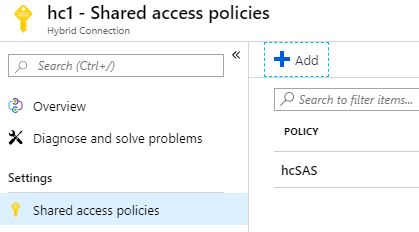 hc1 - Shared access policies
Hybrid Connection
Search (Ctrl+/)
«
Overview
Diagnose and solve problems
Settings
Shared access policies
Add
Search to filter items...
POLICY
hcSAS